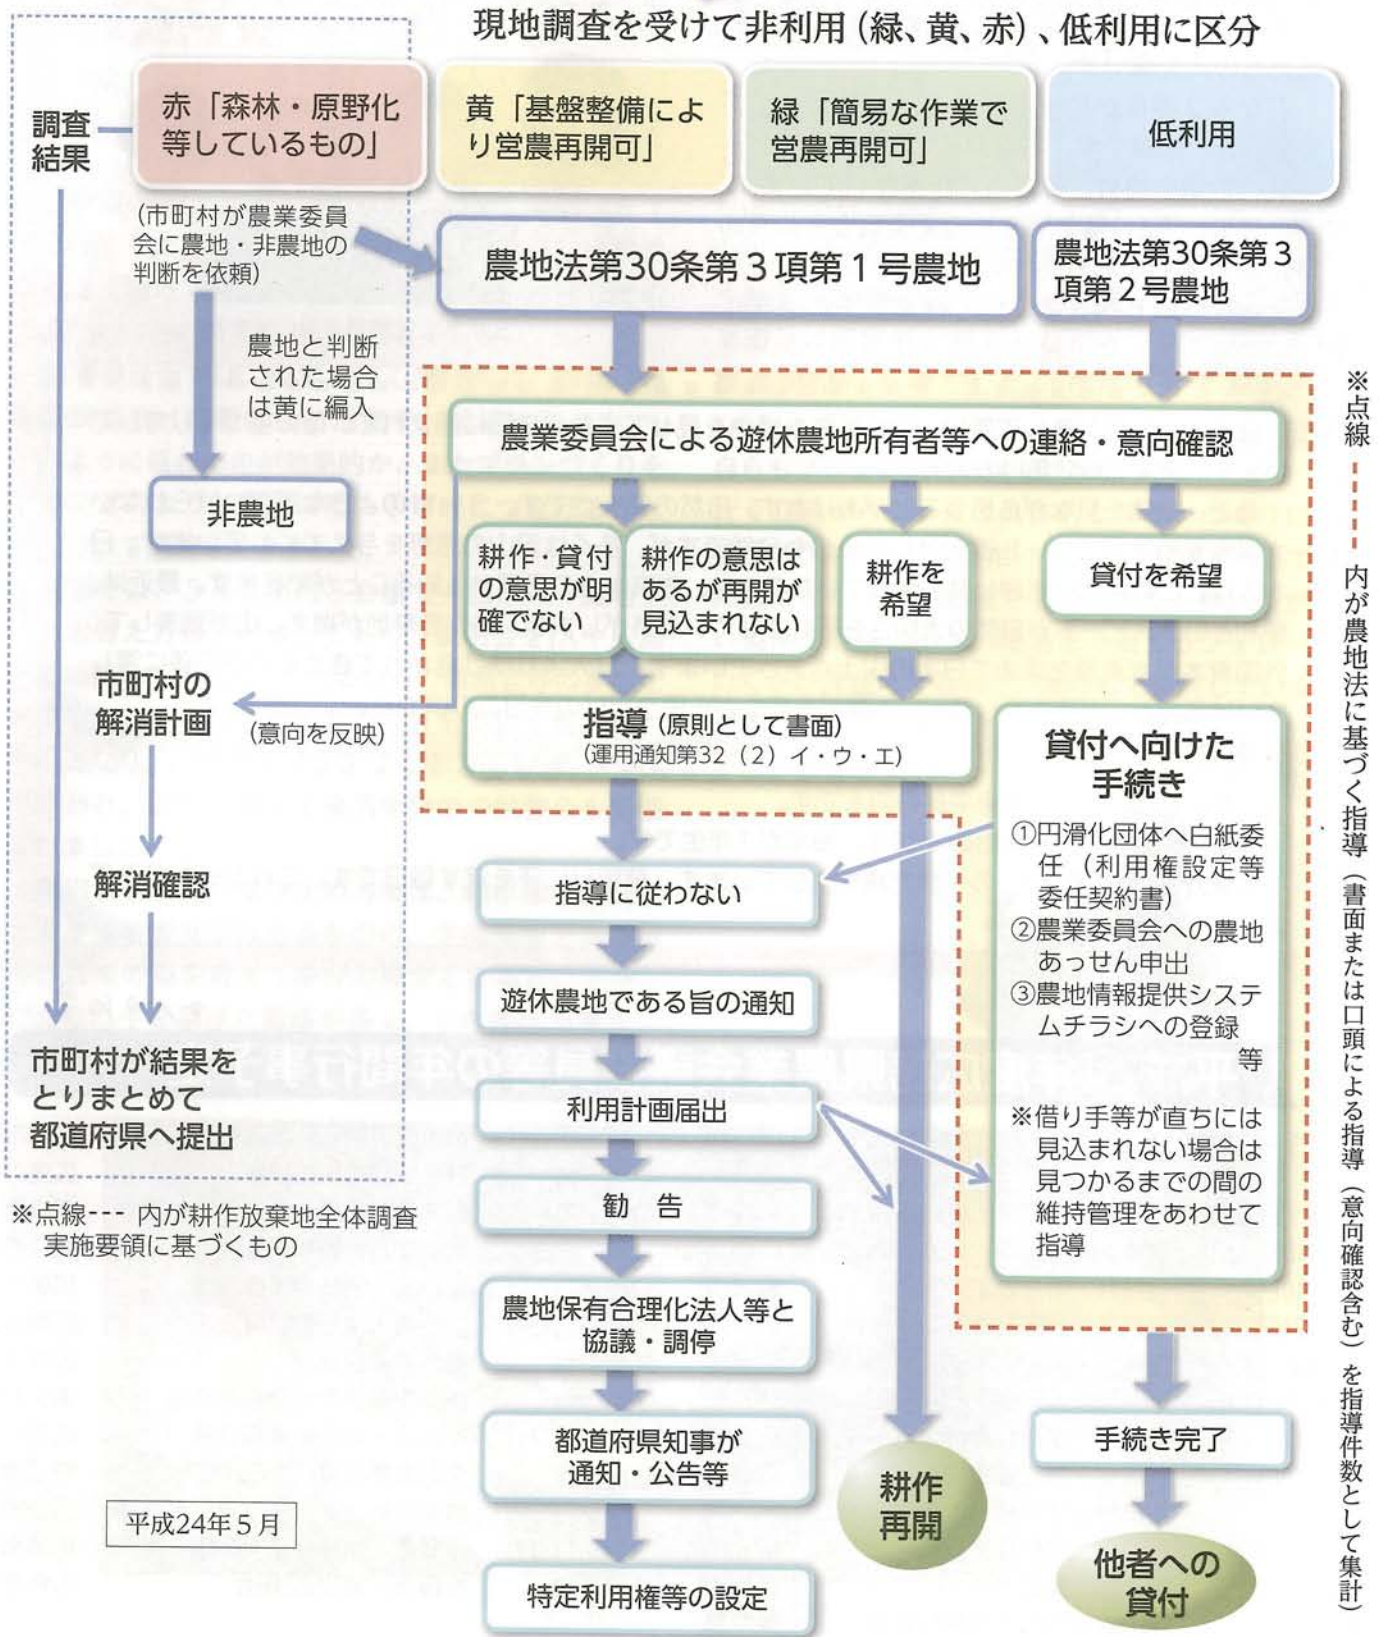 現地調査を受けて非利用（緑、黄、赤）、低利用に区分
調査
結果
赤「森林・原野化
等しているもの」
黄「基盤整備によ
り営農再開可」
緑「簡易な作業で
営農再開可」
低利用
(市町村が農業委員
会に農地・非農地の
判断を依頼)
農地法第30条第３項第１号農地
農地法第30条第３
項第２号農地
農地と判断
された場合
は黄に編入
非農地
農業委員会による遊休農地所有者等への連絡・意向確認
耕作・貸付
の意思が明
確でない
耕作の意思は
あるが再開が
見込まれない
耕作を
希望
貸付を希望
市町村の
解消計画
(意向を反映)
指導（原則として書面）
(運用通知第32（2）イ・ウ・エ)
解消確認
市町村が結果を
とりまとめて
都道府県へ提出
※点線--- 内が耕作放棄地全体調査
実施要領に基づくもの
指導に従わない
遊休農地である旨の通知
利用計画届出
勧　告
農地保有合理化法人等と
協議・調停
都道府県知事が
通知・公告等
特定利用権等の設定
耕作
再開
貸付へ向けた
手続き
①円滑化団体へ白紙委
任（利用権設定等
委任契約書）
②農業委員会への農地
あっせん申出
③農地情報提供システ
ムチラシへの登録
等
※借り手等が直ちには
見込まれない場合は
見つかるまでの間の
維持管理をあわせて
指導
手続き完了
他者への
貸付
※点線 ----- 内が農地法に基づく指導（書面または口頭による指導（意向確認含む）を指導件数として集計）
平成24年５月